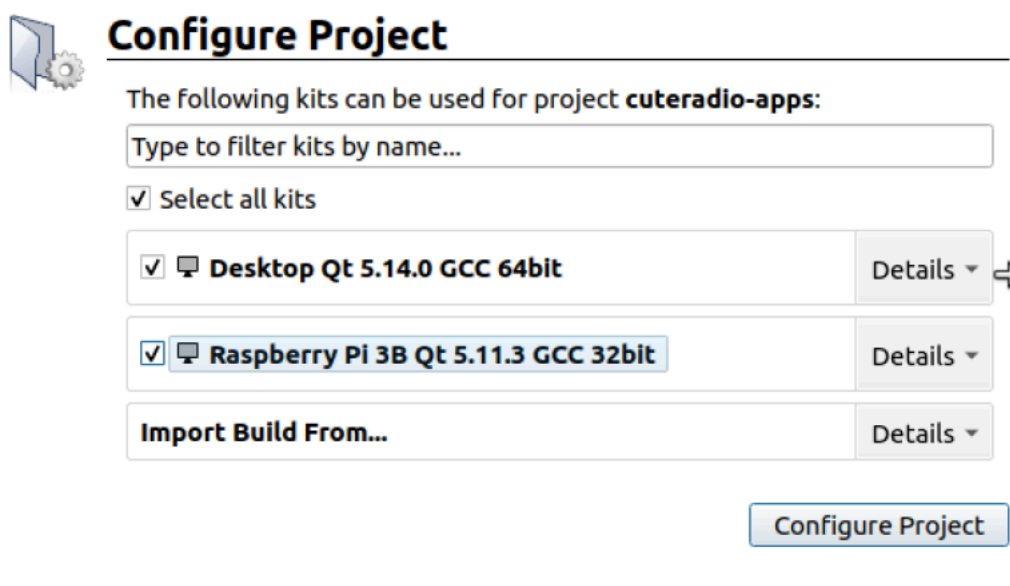 Configure Project
The following kits can be used for project cuteradio-apps:
Type to filter kits by name...
Select all kits
Desktop Qt 5.14.0 GCC 64bit
Details
Raspberry Pi 3B Qt 5.11.3 GCC 32bit
Details
Import Build From...
Details
Configure Project